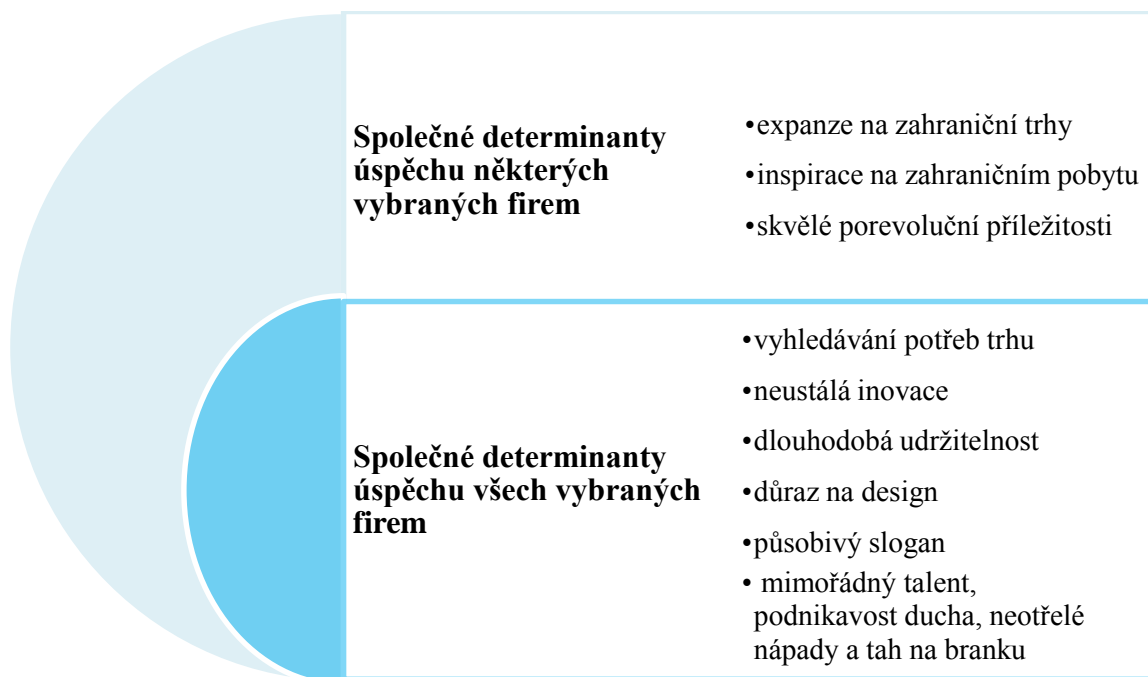 Společné determinanty
úspěchu některých
vybraných firem
•expanze na zahraniční trhy
•inspirace na zahraničním pobytu
•skvělé porevoluční příležitosti
Společné determinanty
úspěchu všech vybraných
firem
•vyhledávání potřeb trhu
•neustálá inovace
•dlouhodobá udržitelnost
•důraz na design
•působivý slogan
• mimořádný talent,
podnikavost ducha, neotřelé
nápady a tah na branku